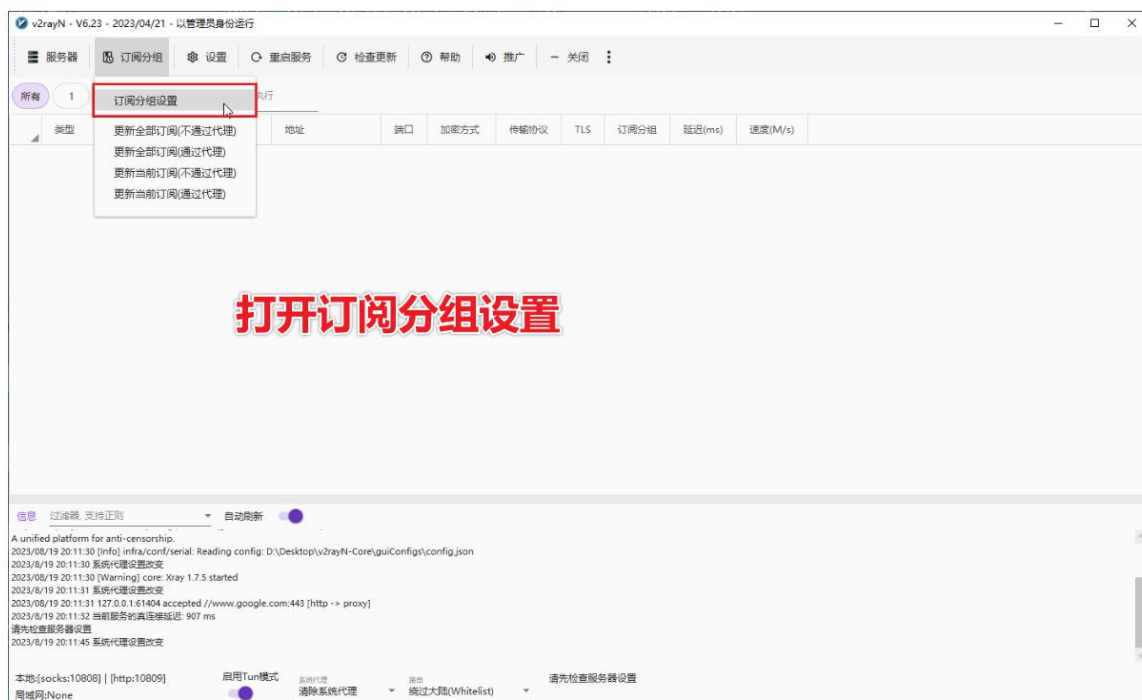 v2rayN - V6.23 - 2023/04/21 - 以管理员身份运行
服务器 订阅分组 设置 重启服务 检查更新 帮助 推广 关闭
所有 1 执行
订阅分组设置
类型 地址 端口 加密方式 传输协议 TLS 订阅分组 延迟(ms) 速度(M/s)
更新全部订阅(不通过代理)
更新全部订阅(通过代理)
更新当前订阅(不通过代理)
更新当前订阅(通过代理)
打开订阅分组设置
信息 过滤器, 支持正则 自动刷新
A unified platform for anti-censorship.
2023/08/19 20:11:30 [Info] infra/conf/serial: Reading config: D:\Desktop\v2rayN-Core\guiConfigs\config.json
2023/8/19 20:11:30 系统代理设置改变
2023/08/19 20:11:30 [Warning] core: Xray 1.7.5 started
2023/8/19 20:11:31 系统代理设置改变
2023/08/19 20:11:31 127.0.0.1:61404 accepted //www.google.com:443 [http -> proxy]
2023/8/19 20:11:32 当前服务的真连接延迟: 907 ms
请先检查服务器设置
2023/8/19 20:11:45 系统代理设置改变
本地:[socks:10808] | [http:10809] 启用Tun模式 系统代理 路由 请先检查服务器设置
局域网:None 清除系统代理 绕过大陆(Whitelist)